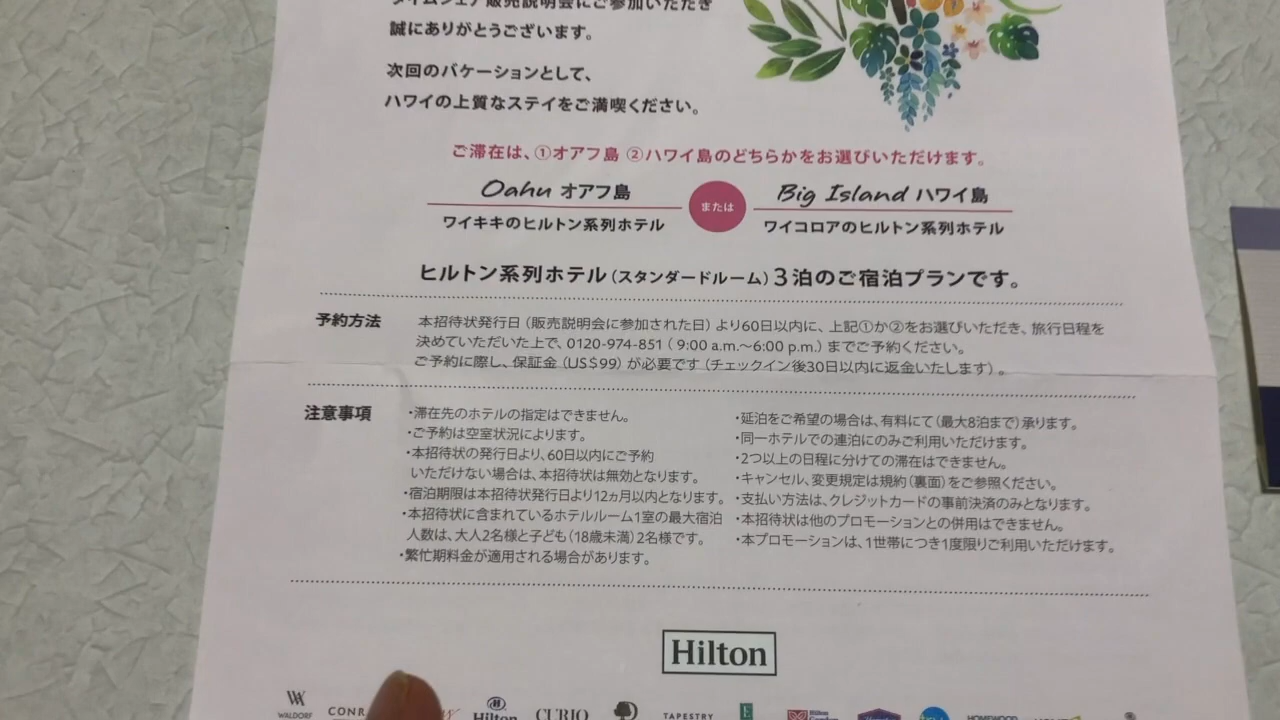 タイムシェア販売説明会にご参加いただき
誠にありがとうございます。
次回のバケーションとして、
ハワイの上質なステイをご満喫ください。
ご滞在は、①オアフ島 ②ハワイ島のどちらかをお選びいただけます。
Oahu オアフ島
ワイキキのヒルトン系列ホテル
または
Big Island ハワイ島
ワイコロアのヒルトン系列ホテル
ヒルトン系列ホテル(スタンダードルーム)3泊のご宿泊プランです。
予約方法
本招待状発行日(販売説明会に参加された日)より60日以内に、上記①か②をお選びいただき、旅行日程を
決めていただいた上で、0120-974-851( 9:00 a.m.~6:00 p.m.)までご予約ください。
ご予約に際し、保証金(US$99)が必要です(チェックイン後30日以内に返金いたします)。
注意事項
・滞在先のホテルの指定はできません。
・ご予約は空室状況によります。
・本招待状の発行日より、60日以内にご予約
いただけない場合は、本招待状は無効となります。
・宿泊期限は本招待状発行日より12ヵ月以内となります。
・本招待状に含まれているホテルルーム1室の最大宿泊
人数は、大人2名様と子ども(18歳未満)2名様です。
・繁忙期料金が適用される場合があります。
・延泊をご希望の場合は、有料にて(最大8泊まで)承ります。
・同一ホテルでの連泊にのみご利用いただけます。
・2つ以上の日程に分けての滞在はできません。
・キャンセル、変更規定は規約(裏面)をご参照ください。
・支払い方法は、クレジットカードの事前決済のみとなります。
・本招待状は他のプロモーションとの併用はできません。
・本プロモーションは、1世帯につき1度限りご利用いただけます。
Hilton
W
WALDORF
CONR
Hilton
CURIO
TAPESTRY
E
Hilton
HOMEWOOD